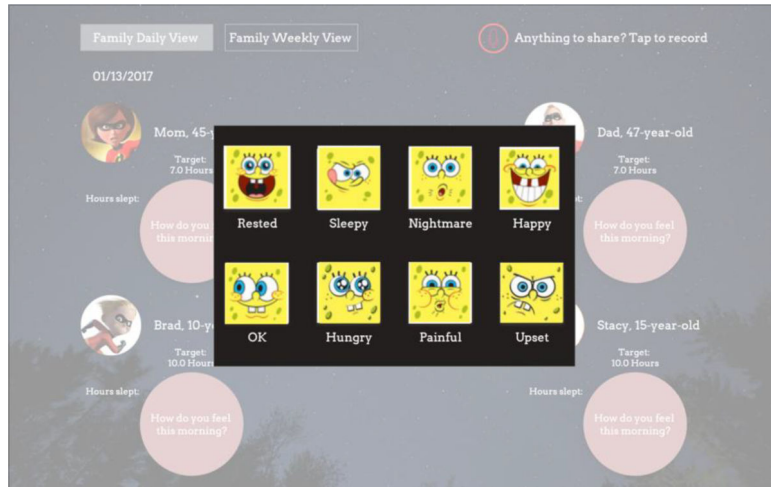 Family Daily View
Family Weekly View
Anything to share? Tap to record
01/13/2017
Mom, 45-y
Dad, 47-year-old
Target:
7.0 Hours
Target:
7.0 Hours
Hours slept:
How do you f
this mornin
How do you feel
this morning?
Rested
Sleepy
Nightmare
Happy
OK
Hungry
Painful
Upset
Brad, 10-ye
Stacy, 15-year-old
Target:
10.0 Hours
Target:
10.0 Hours
Hours slept:
Hours slept:
How do you feel
this morning?
How do you feel
this morning?